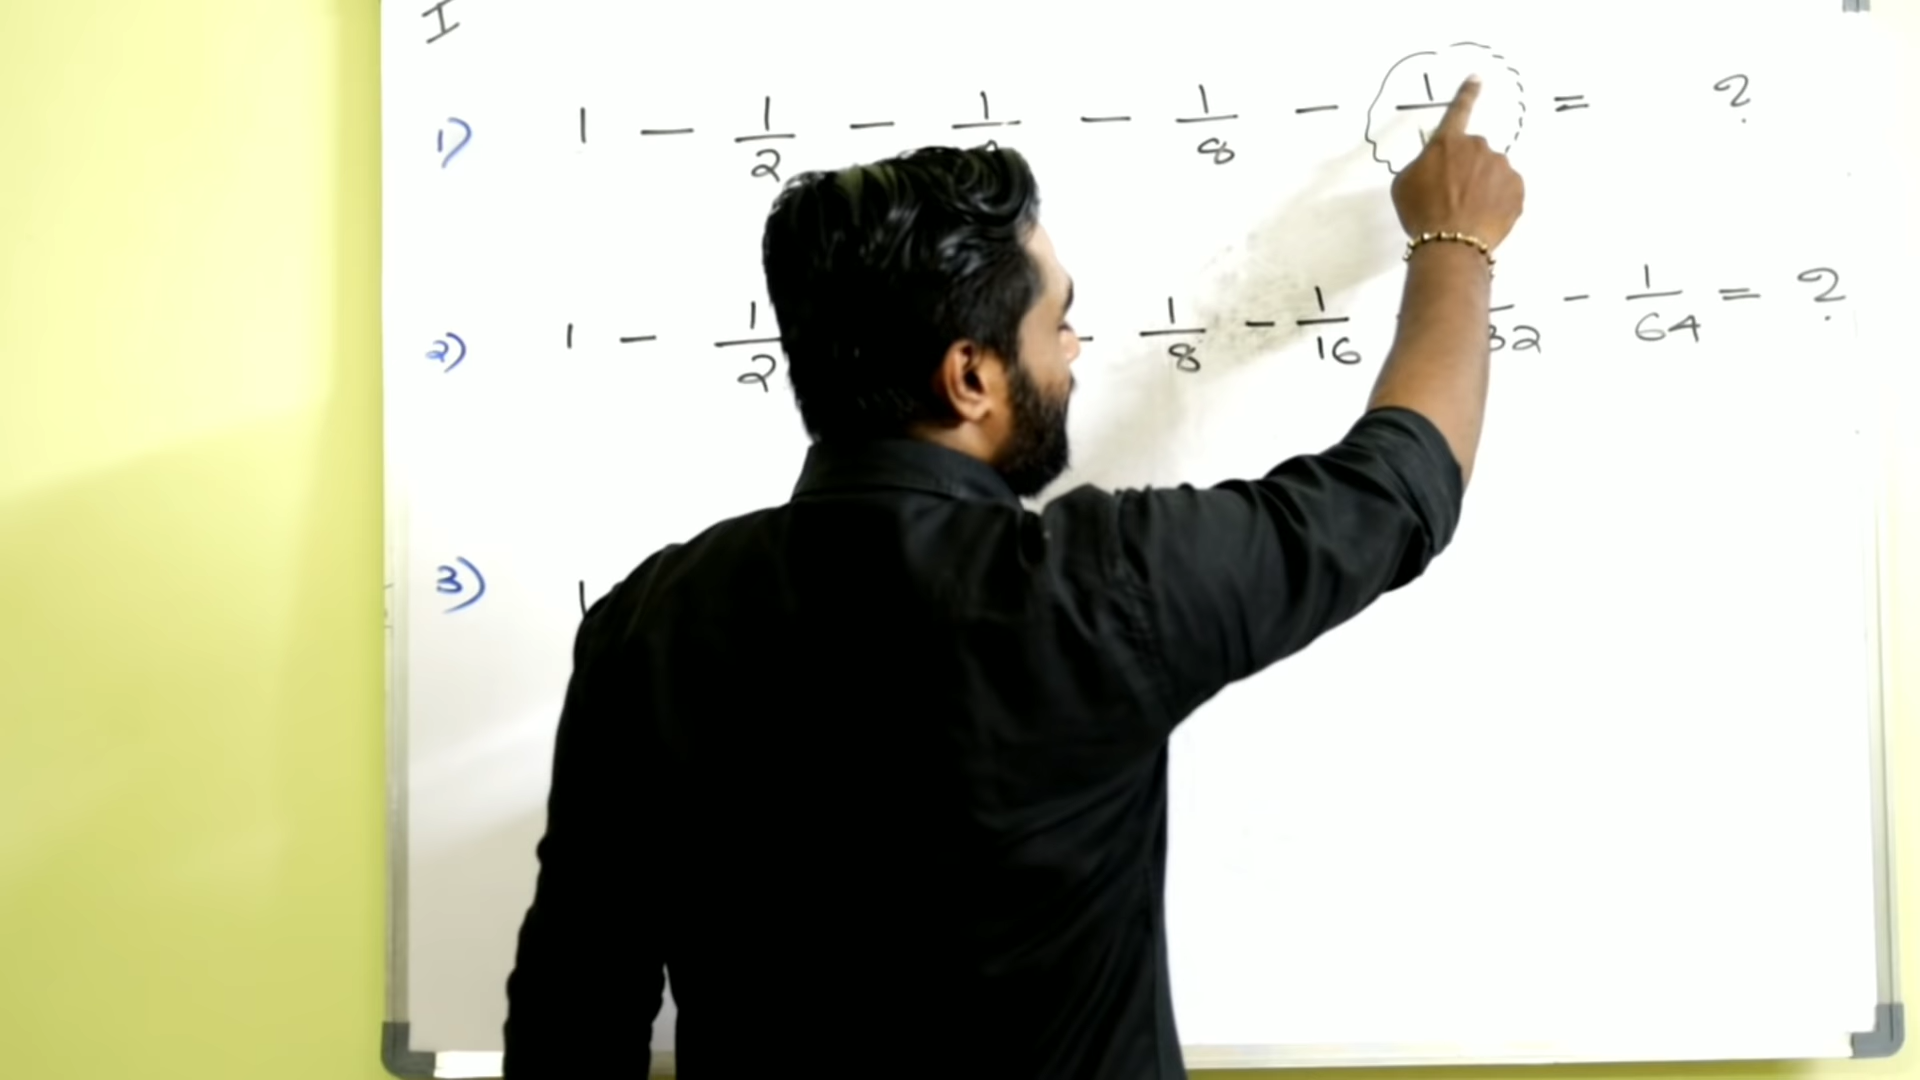 I
1) 1 - 1/2 - 1/ - 1/8 - 1/ = ?
2) 1 - 1/2 - 1/8 - 1/16 32 - 1/64 = ?
3) 1